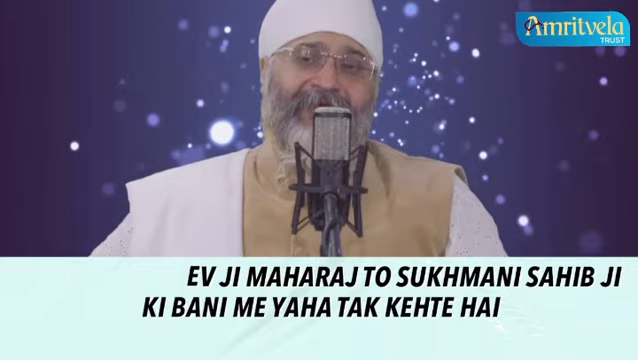 Amritvela
TRUST
EV JI MAHARAJ TO SUKHMANI SAHIB JI
KI BANI ME YAHA TAK KEHTE HAI